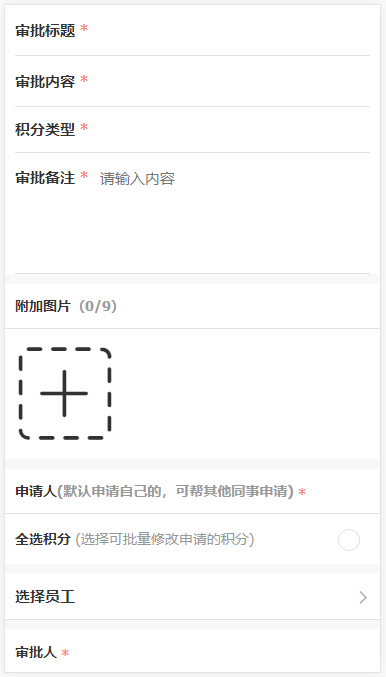 审批标题 *
审批内容 *
积分类型 *
审批备注 * 请输入内容
附加图片 (0/9)
申请人(默认申请自己的，可帮其他同事申请) *
全选积分 (选择可批量修改申请的积分)
选择员工
审批人 *